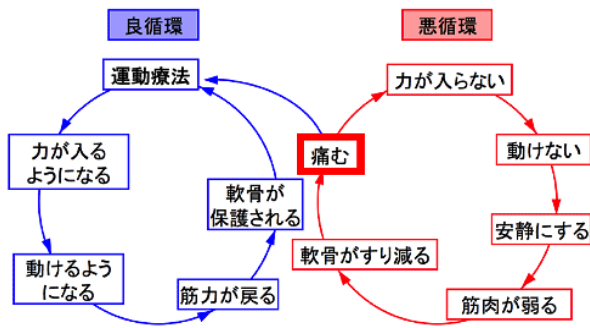 良循環
悪循環
運動療法
力が入る
ようになる
動けるよう
になる
筋力が戻る
軟骨が
保護される
痛む
力が入らない
動けない
安静にする
筋肉が弱る
軟骨がすり減る